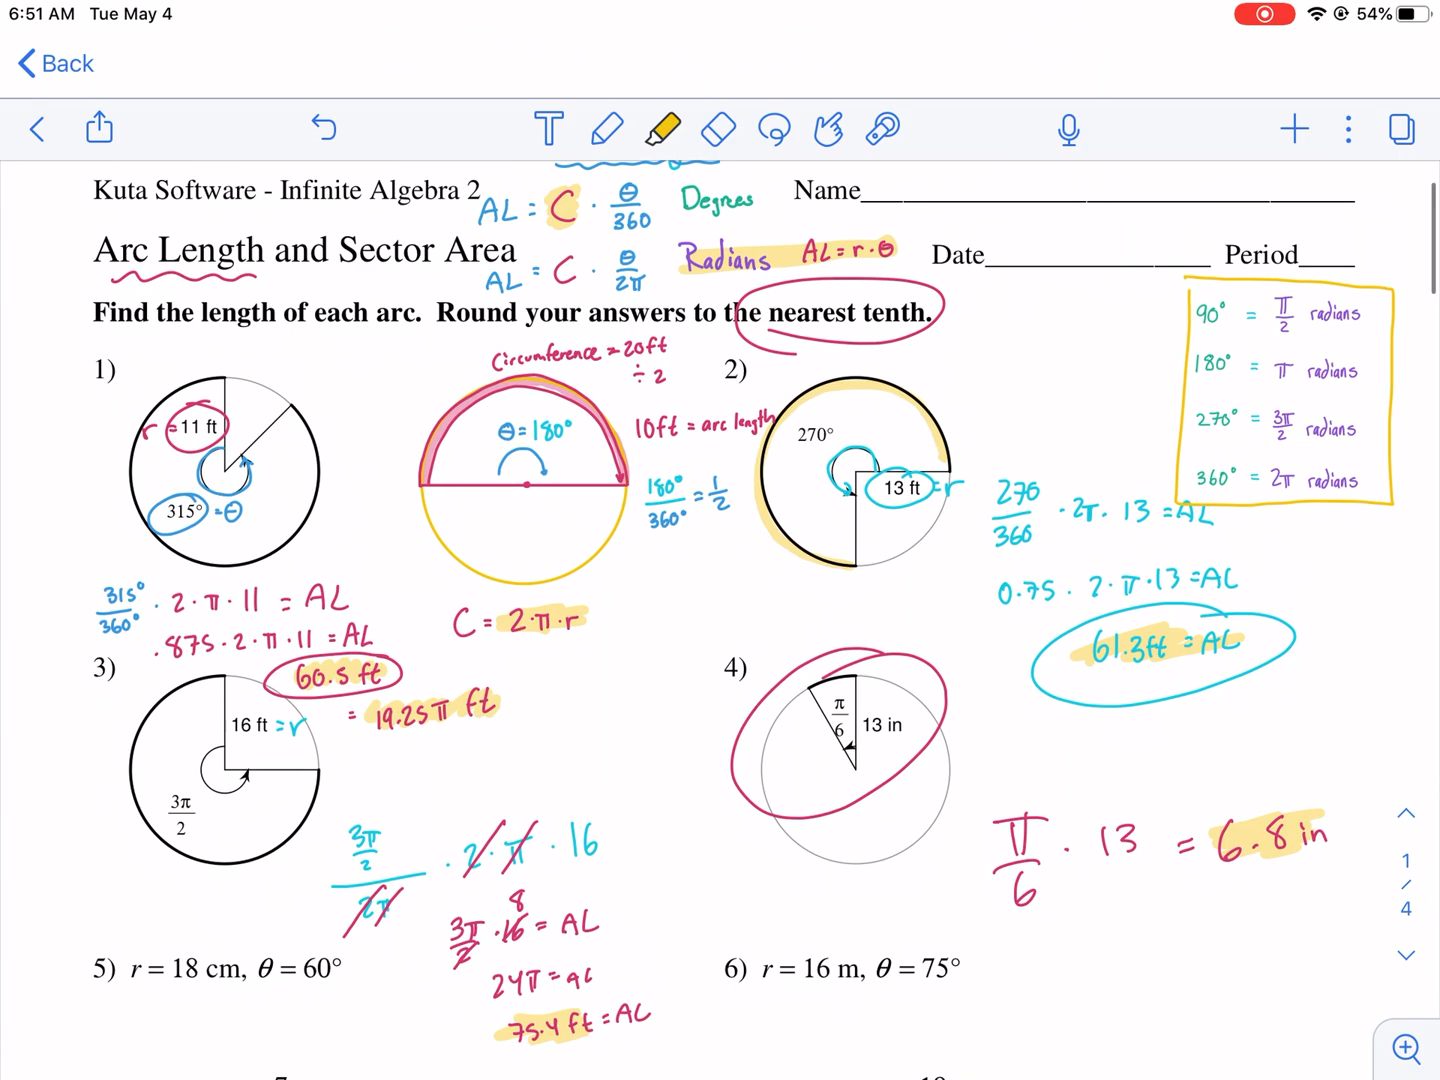 6:51 AM Tue May 4
54%
Back
T
Kuta Software - Infinite Algebra 2
AL = C · θ/360 Degrees
Name
Arc Length and Sector Area
AL = C · θ/2π Radians AL = r · θ
Date Period
Find the length of each arc. Round your answers to the nearest tenth.
90° = π/2 radians
180° = π radians
270° = 3π/2 radians
360° = 2π radians
1)
r = 11 ft
315° = θ
315°/360° · 2 · π · 11 = AL
.875 · 2 · π · 11 = AL
60.5 ft
= 19.25π ft
Circumference = 20ft
÷ 2
θ = 180°
10ft = arc length
180°/360° = 1/2
C = 2·π·r
2)
270°
13 ft = r
270/360 · 2π · 13 = AL
0.75 · 2 · π · 13 = AL
61.3ft = AL
3)
16 ft = r
3π/2
3π/2/2π · 2 · π · 16
8
3π/2 · 16 = AL
24π = AL
75.4 ft = AL
4)
π/6
13 in
π/6 · 13 = 6.8 in
1
/
4
5) r = 18 cm, θ = 60°
6) r = 16 m, θ = 75°